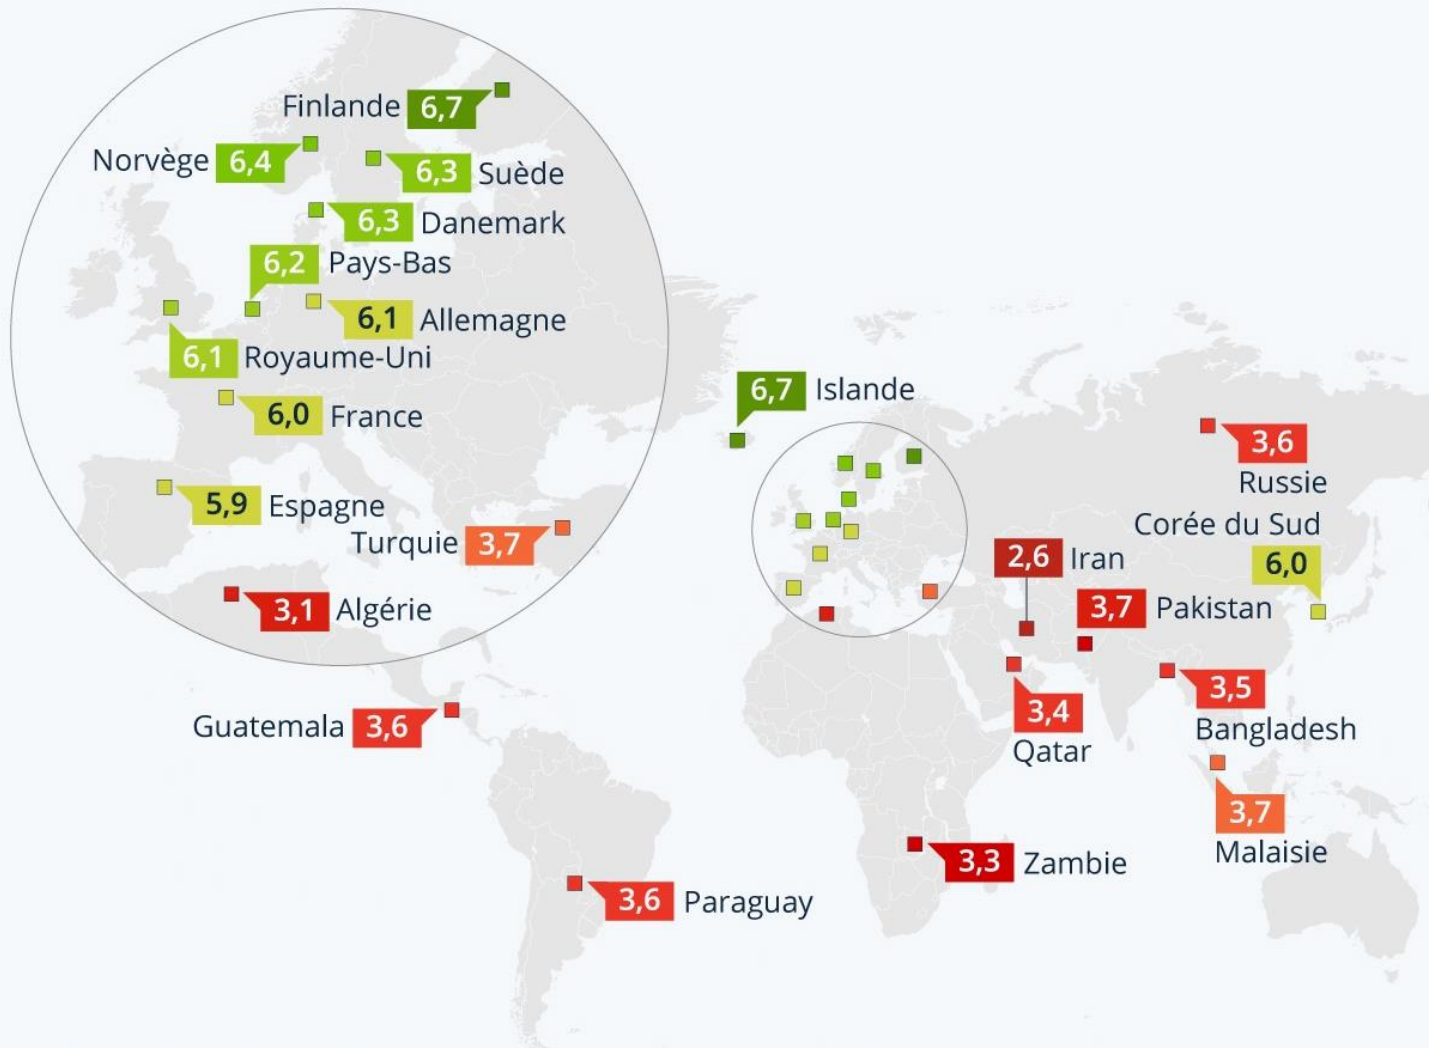 Finlande 6,7
Norvège 6,4
6,3 Suède
6,3 Danemark
6,2 Pays-Bas
6,1 Allemagne
6,1 Royaume-Uni
6,0 France
5,9 Espagne
Turquie 3,7
3,1 Algérie
6,7 Islande
3,6
Russie
Corée du Sud
6,0
2,6 Iran
3,7 Pakistan
3,4
Qatar
3,5
Bangladesh
3,7
Malaisie
Guatemala 3,6
3,3 Zambie
3,6 Paraguay